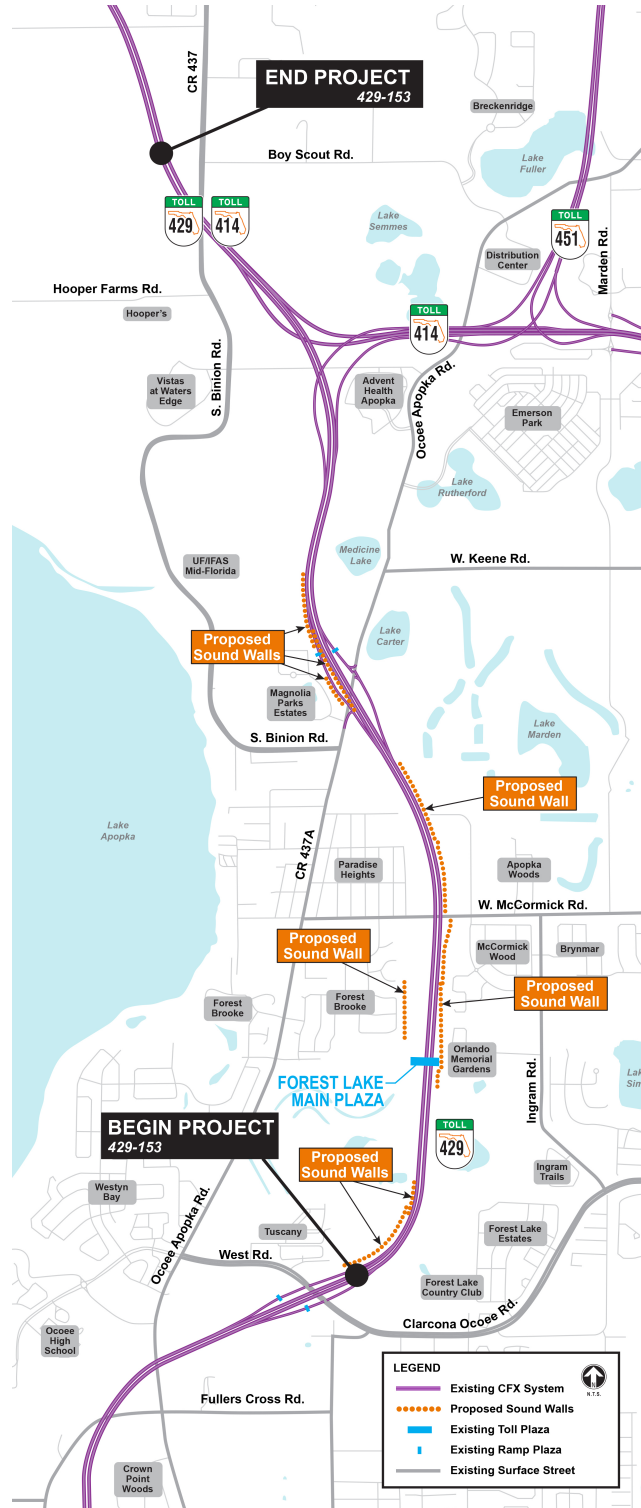 CR 437
END PROJECT
429-153
Breckenridge
Boy Scout Rd.
Lake
Fuller
TOLL
429
TOLL
414
Lake
Semmes
TOLL
451
Marden Rd.
Distribution
Center
Hooper Farms Rd.
Hooper's
TOLL
414
S. Binion Rd.
Vistas
at Waters
Edge
Advent
Health
Apopka
Ocoee Apopka Rd.
Emerson
Park
Lake
Rutherford
Medicine
Lake
W. Keene Rd.
UF/IFAS
Mid-Florida
Proposed
Sound Walls
Lake
Carter
Magnolia
Parks
Estates
S. Binion Rd.
Lake
Marden
Proposed
Sound Wall
Lake
Apopka
CR 437A
Paradise
Heights
Apopka
Woods
W. McCormick Rd.
Proposed
Sound Wall
McCormick
Wood
Brynmar
Proposed
Sound Wall
Forest
Brooke
Forest
Brooke
Orlando
Memorial
Gardens
Ingram Rd.
Lak
Sim
FOREST LAKE
MAIN PLAZA
BEGIN PROJECT
429-153
TOLL
429
Proposed
Sound Walls
Ingram
Trails
Westyn
Bay
Ocoee Apopka Rd.
Tuscany
Forest Lake
Estates
West Rd.
Forest Lake
Country Club
Clarcona Ocoee Rd.
Ocoee
High
School
Fullers Cross Rd.
Crown
Point
Woods
LEGEND
N
N.T.S.
Existing CFX System
Proposed Sound Walls
Existing Toll Plaza
Existing Ramp Plaza
Existing Surface Street